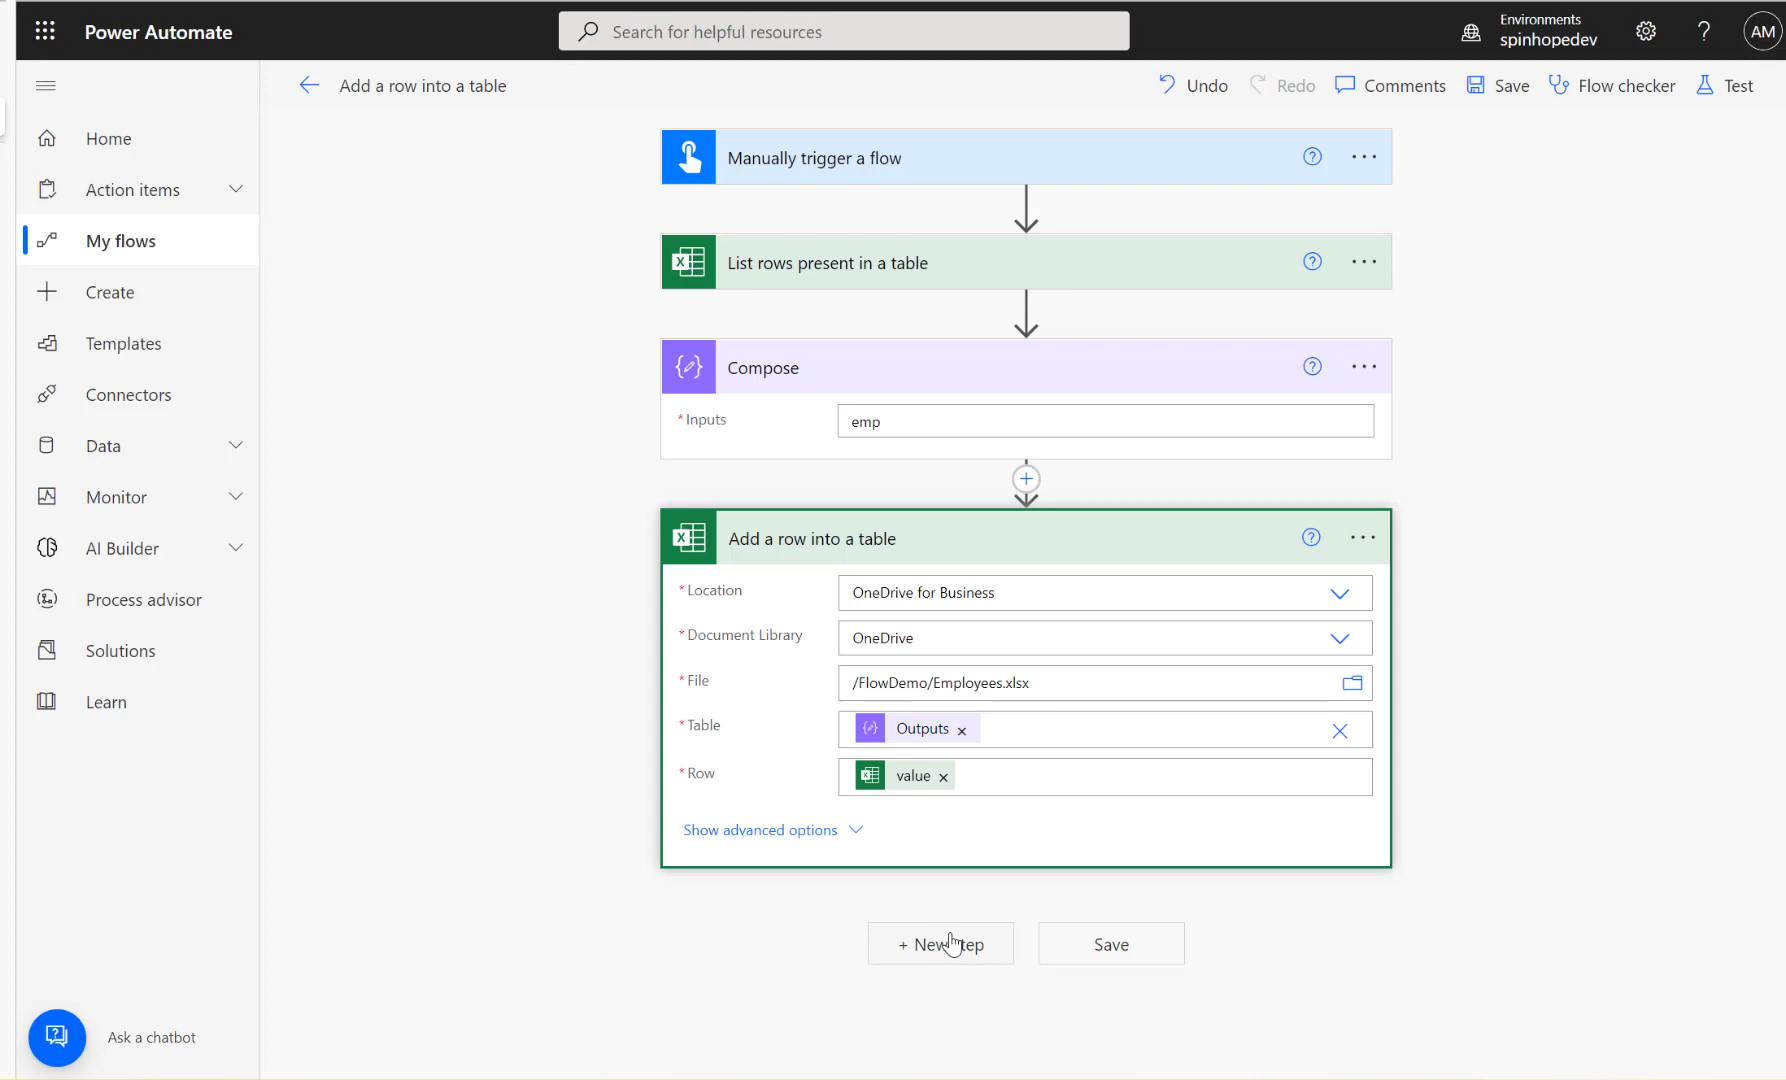 Power Automate
Search for helpful resources
Environments
spinhopedev
?
AM
Add a row into a table
Undo
Redo
Comments
Save
Flow checker
Test
Home
Action items
My flows
Create
Templates
Connectors
Data
Monitor
AI Builder
Process advisor
Solutions
Learn
Ask a chatbot
Manually trigger a flow
List rows present in a table
Compose
* Inputs
emp
Add a row into a table
* Location
OneDrive for Business
* Document Library
OneDrive
* File
/FlowDemo/Employees.xlsx
* Table
Outputs ×
* Row
value ×
Show advanced options
+ New step
Save